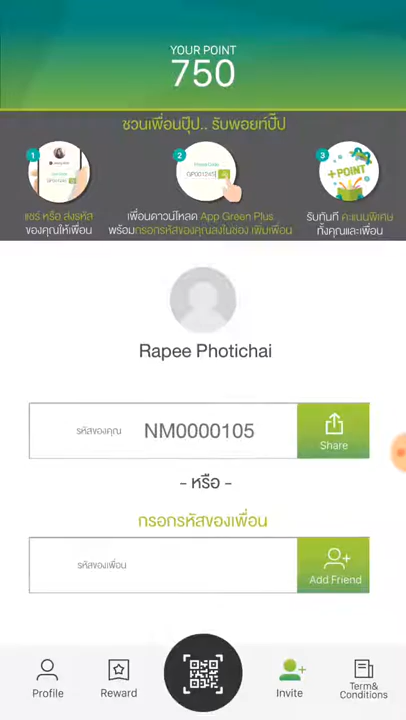 YOUR POINT
750
ชวนเพื่อนปุ๊ป.. รับพอยท์ปั๊ป
1
2
3
+POINT
แชร์ หรือ ส่งรหัส
ของคุณให้เพื่อน
เพื่อนดาวน์โหลด App Green Plus
พร้อมกรอกรหัสของคุณลงในช่อง เพิ่มเพื่อน
รับทันที คะแนนพิเศษ
ทั้งคุณและเพื่อน
Rapee Photichai
รหัสของคุณ NM0000105
Share
- หรือ -
กรอกรหัสของเพื่อน
รหัสของเพื่อน
Add Friend
Profile
Reward
Invite
Term&
Conditions